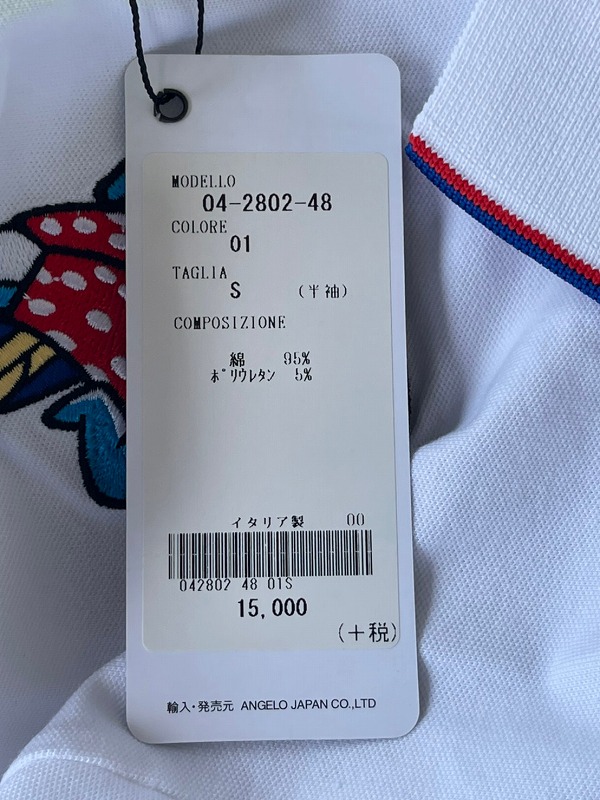 MODELLO
04-2802-48
COLORE
01
TAGLIA
S (半袖)
COMPOSIZIONE
綿 95%
ﾎﾟﾘｳﾚﾀﾝ 5%
イタリア製 00
042802 48 01S
15,000
(+税)
輸入・発売元 ANGELO JAPAN CO.,LTD